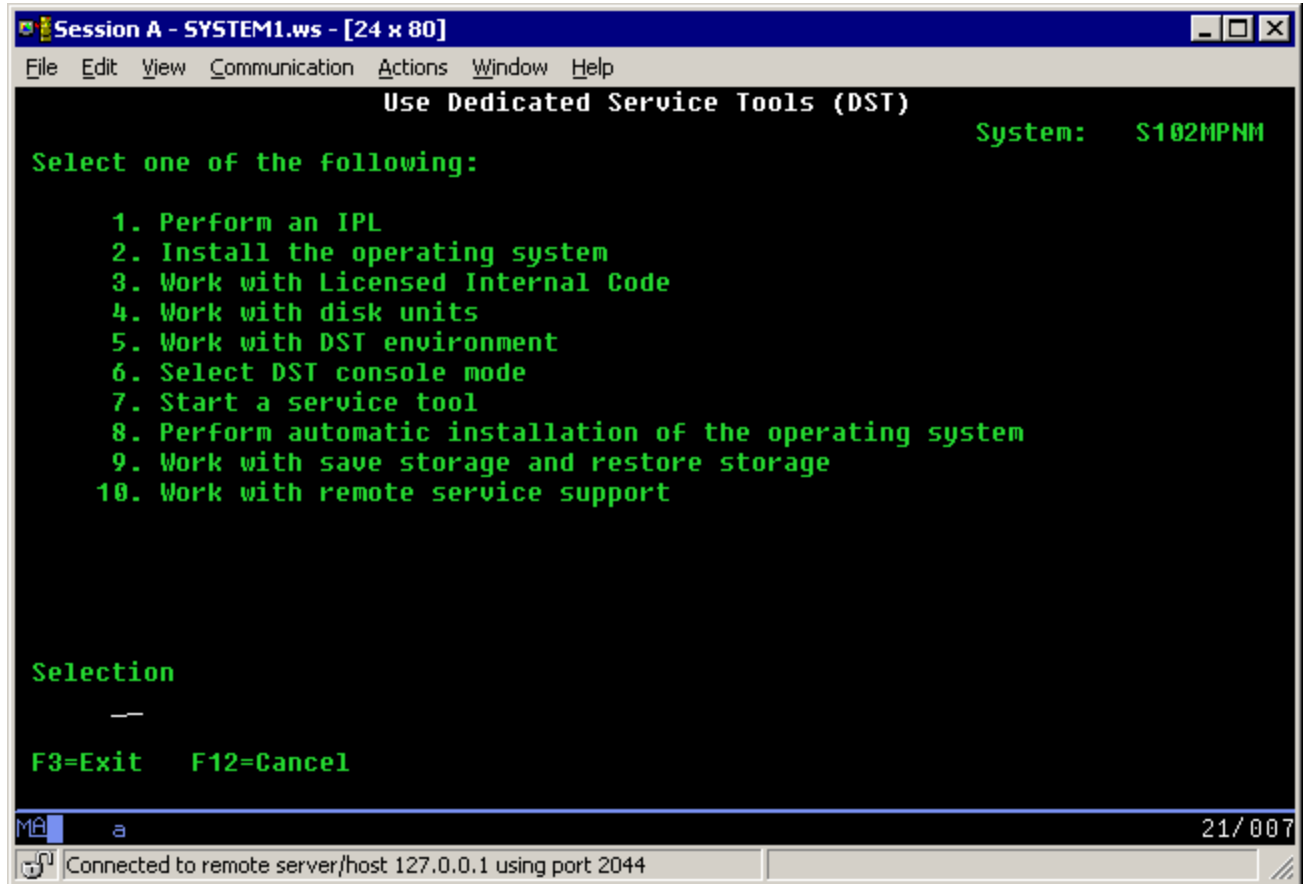 Session A - SYSTEM1.ws - [24 x 80]
File Edit View Communication Actions Window Help
Use Dedicated Service Tools (DST)
System: S102MPNM
Select one of the following:
1. Perform an IPL
2. Install the operating system
3. Work with Licensed Internal Code
4. Work with disk units
5. Work with DST environment
6. Select DST console mode
7. Start a service tool
8. Perform automatic installation of the operating system
9. Work with save storage and restore storage
10. Work with remote service support
Selection
F3=Exit F12=Cancel
MA a 21/007
Connected to remote server/host 127.0.0.1 using port 2044